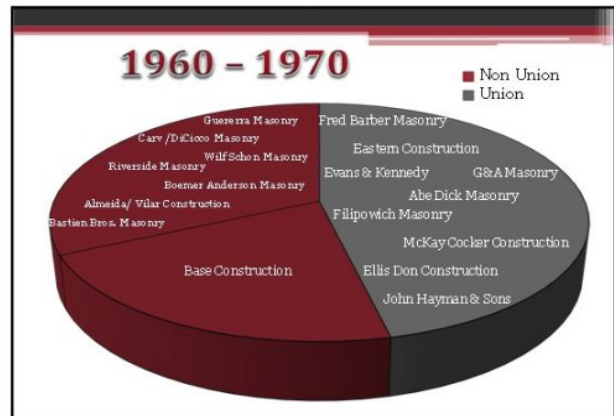 1960 – 1970
Non Union
Union
Guererra Masonry
Carv /DiCicco Masonry
Wilf Schon Masonry
Riverside Masonry
Boemer Anderson Masonry
Almeida/ Vilar Construction
Bastien Bros. Masonry
Base Construction
Fred Barber Masonry
Eastern Construction
Evans & Kennedy
G&A Masonry
Abe Dick Masonry
Filipowich Masonry
McKay Cocker Construction
Ellis Don Construction
John Hayman & Sons